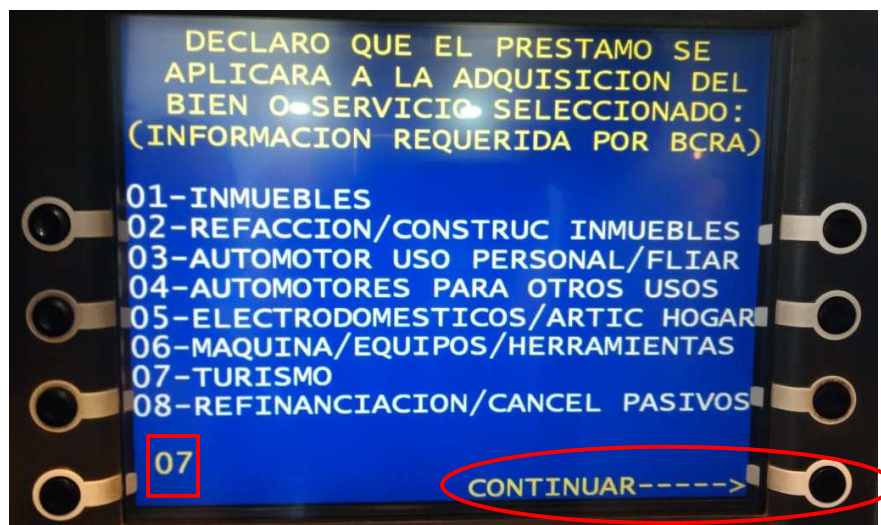 DECLARO QUE EL PRESTAMO SE
APLICARA A LA ADQUISICION DEL
BIEN O SERVICIO SELECCIONADO:
(INFORMACION REQUERIDA POR BCRA)
01-INMUEBLES
02-REFACCION/CONSTRUC INMUEBLES
03-AUTOMOTOR USO PERSONAL/FLIAR
04-AUTOMOTORES PARA OTROS USOS
05-ELECTRODOMESTICOS/ARTIC HOGAR
06-MAQUINA/EQUIPOS/HERRAMIENTAS
07-TURISMO
08-REFINANCIACION/CANCEL PASIVOS
07
CONTINUAR----->